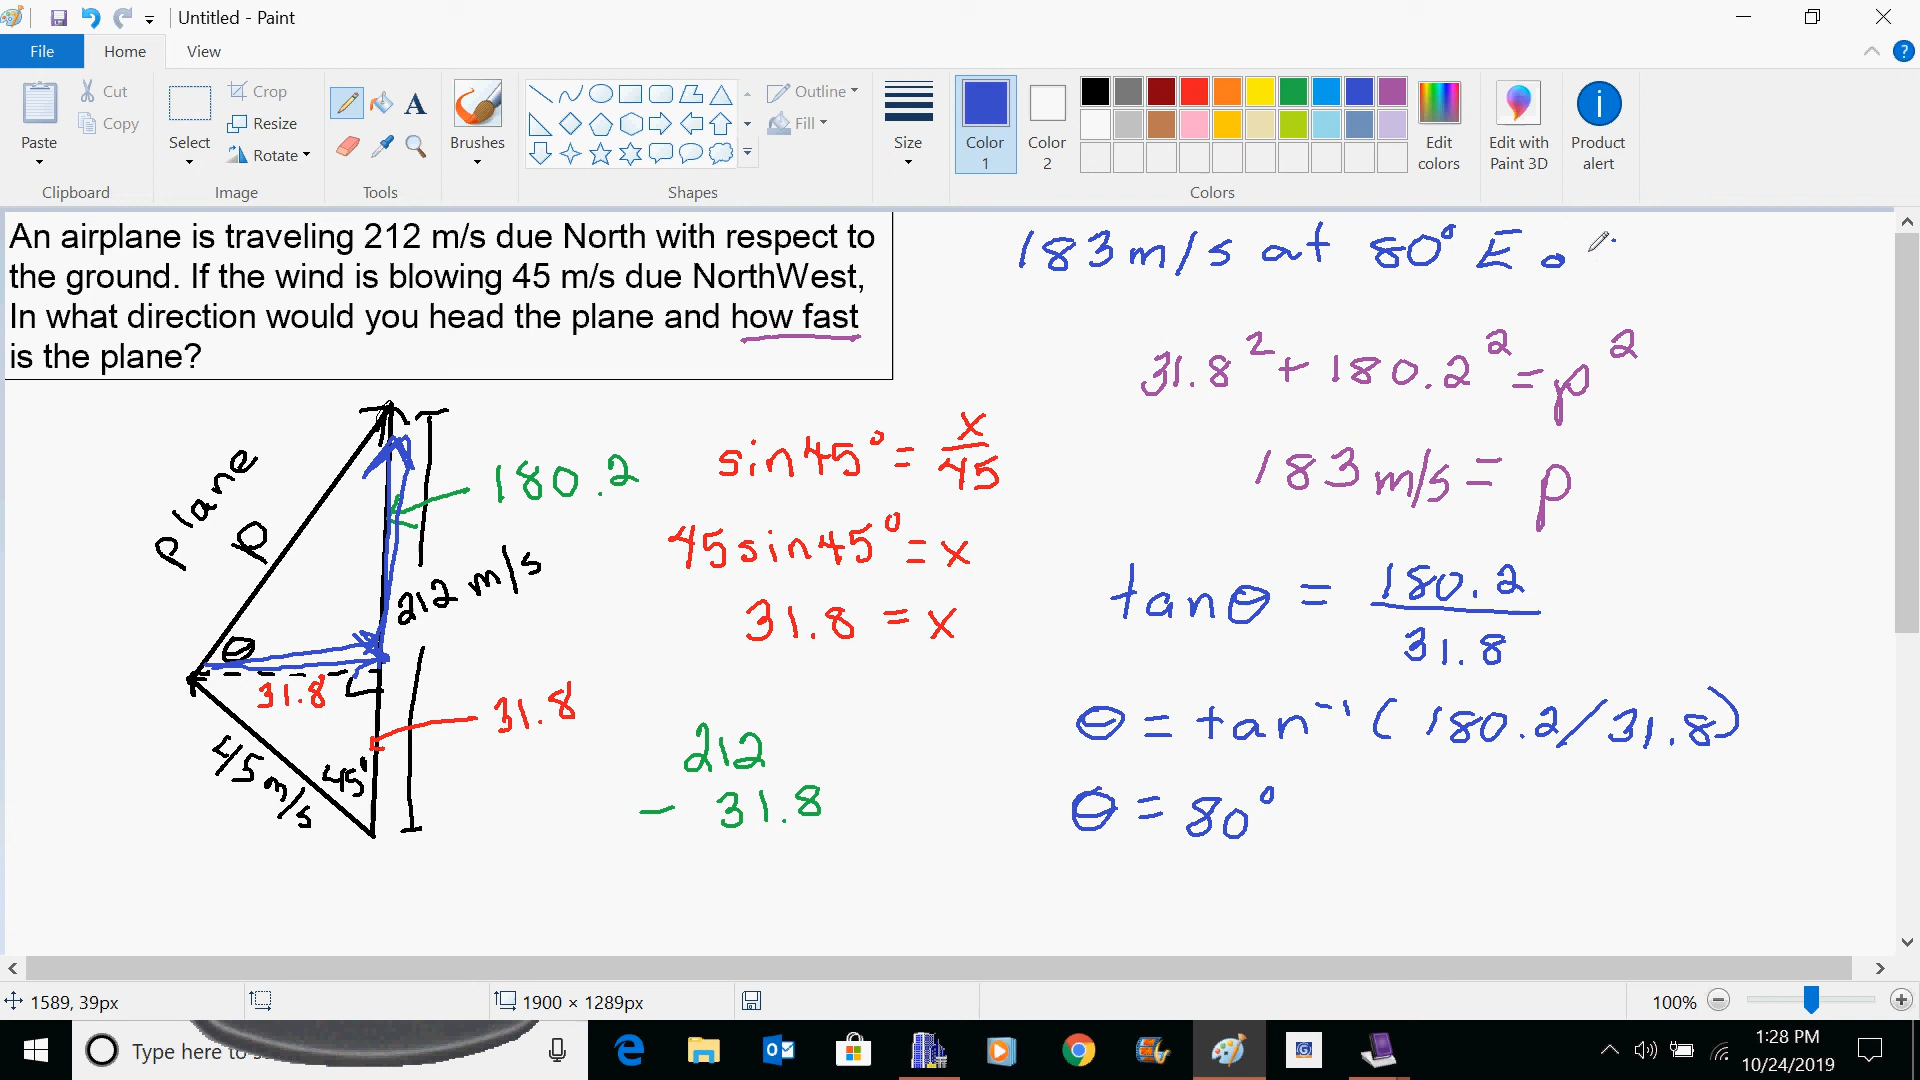 Untitled - Paint
File Home View
Paste
Cut
Copy
Clipboard
Select
Crop
Resize
Rotate
Image
A
Tools
Brushes
Outline
Fill
Shapes
Size
Color 1
Color 2
Edit colors
Colors
Edit with Paint 3D
Product alert
An airplane is traveling 212 m/s due North with respect to
the ground. If the wind is blowing 45 m/s due NorthWest,
In what direction would you head the plane and how fast
is the plane?
183 m/s at 80° E o
31.8² + 180.2² = p²
183 m/s = p
tanθ = 180.2
31.8
θ = tan⁻¹ ( 180.2/31.8)
θ = 80°
sin45° = x
45
45sin45° = x
31.8 = x
212
- 31.8
plane
p
180.2
212 m/s
θ
31.8
31.8
45 m/s
45°
1589, 39px
1900 × 1289px
100%
Type here to s
1:28 PM
10/24/2019